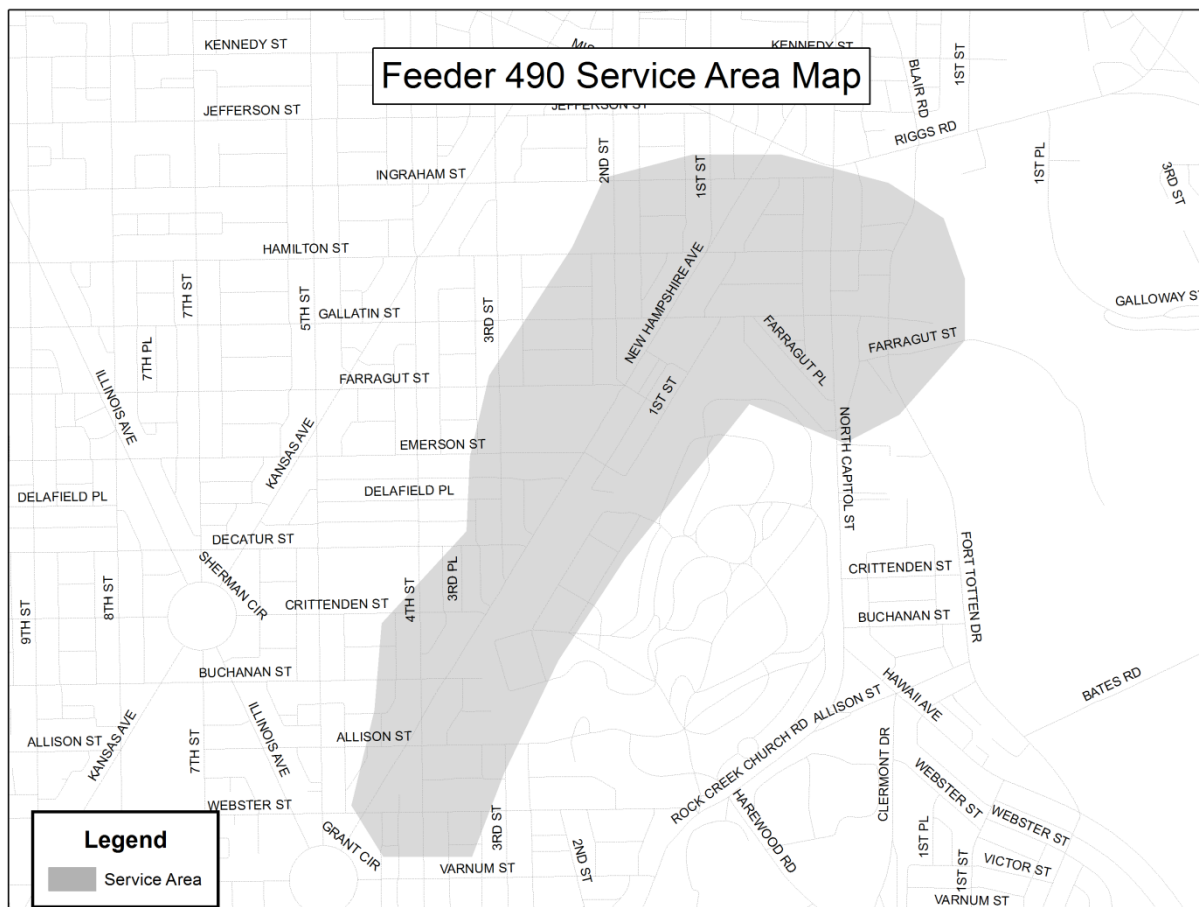 KENNEDY ST
KENNEDY ST
Feeder 490 Service Area Map
BLAIR RD
1ST ST
JEFFERSON ST
JEFFERSON ST
RIGGS RD
INGRAHAM ST
2ND ST
1ST ST
1ST PL
3RD ST
HAMILTON ST
NEW HAMPSHIRE AVE
7TH ST
5TH ST
GALLATIN ST
3RD ST
GALLOWAY ST
7TH PL
FARRAGUT PL
FARRAGUT ST
ILLINOIS AVE
FARRAGUT ST
1ST ST
KANSAS AVE
EMERSON ST
NORTH CAPITOL ST
DELAFIELD PL
DELAFIELD PL
DECATUR ST
FORT TOTTEN DR
SHERMAN CIR
3RD PL
CRITTENDEN ST
9TH ST
8TH ST
CRITTENDEN ST
4TH ST
BUCHANAN ST
BUCHANAN ST
HAWAII AVE
BATES RD
KANSAS AVE
ILLINOIS AVE
ALLISON ST
ALLISON ST
7TH ST
ALLISON ST
ROCK CREEK CHURCH RD
CLERMONT DR
WEBSTER ST
WEBSTER ST
WEBSTER ST
HAREWOOD RD
GRANT CIR
3RD ST
2ND ST
1ST PL
1ST ST
VICTOR ST
VARNUM ST
VARNUM ST
Legend
Service Area